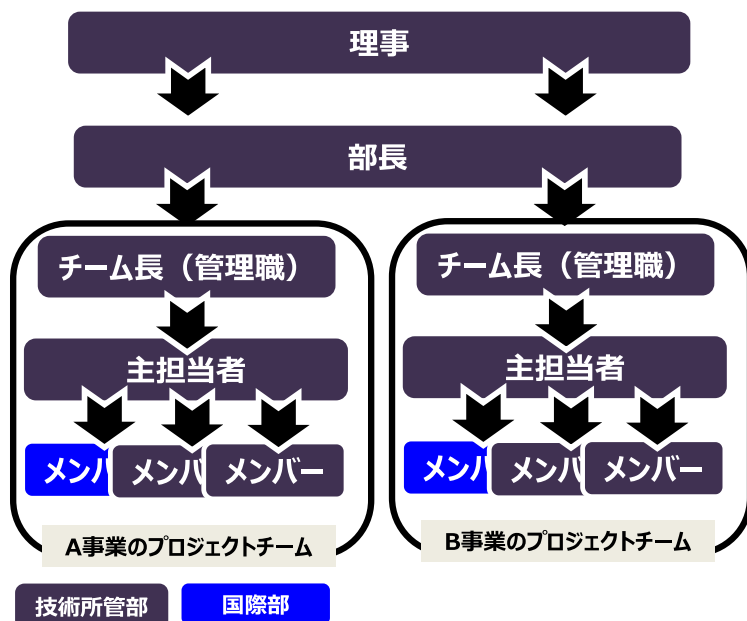 理事
部長
チーム長（管理職）
チーム長（管理職）
主担当者
主担当者
メンバ
メンバ
メンバー
メンバ
メンバ
メンバー
A事業のプロジェクトチーム
B事業のプロジェクトチーム
技術所管部
国際部